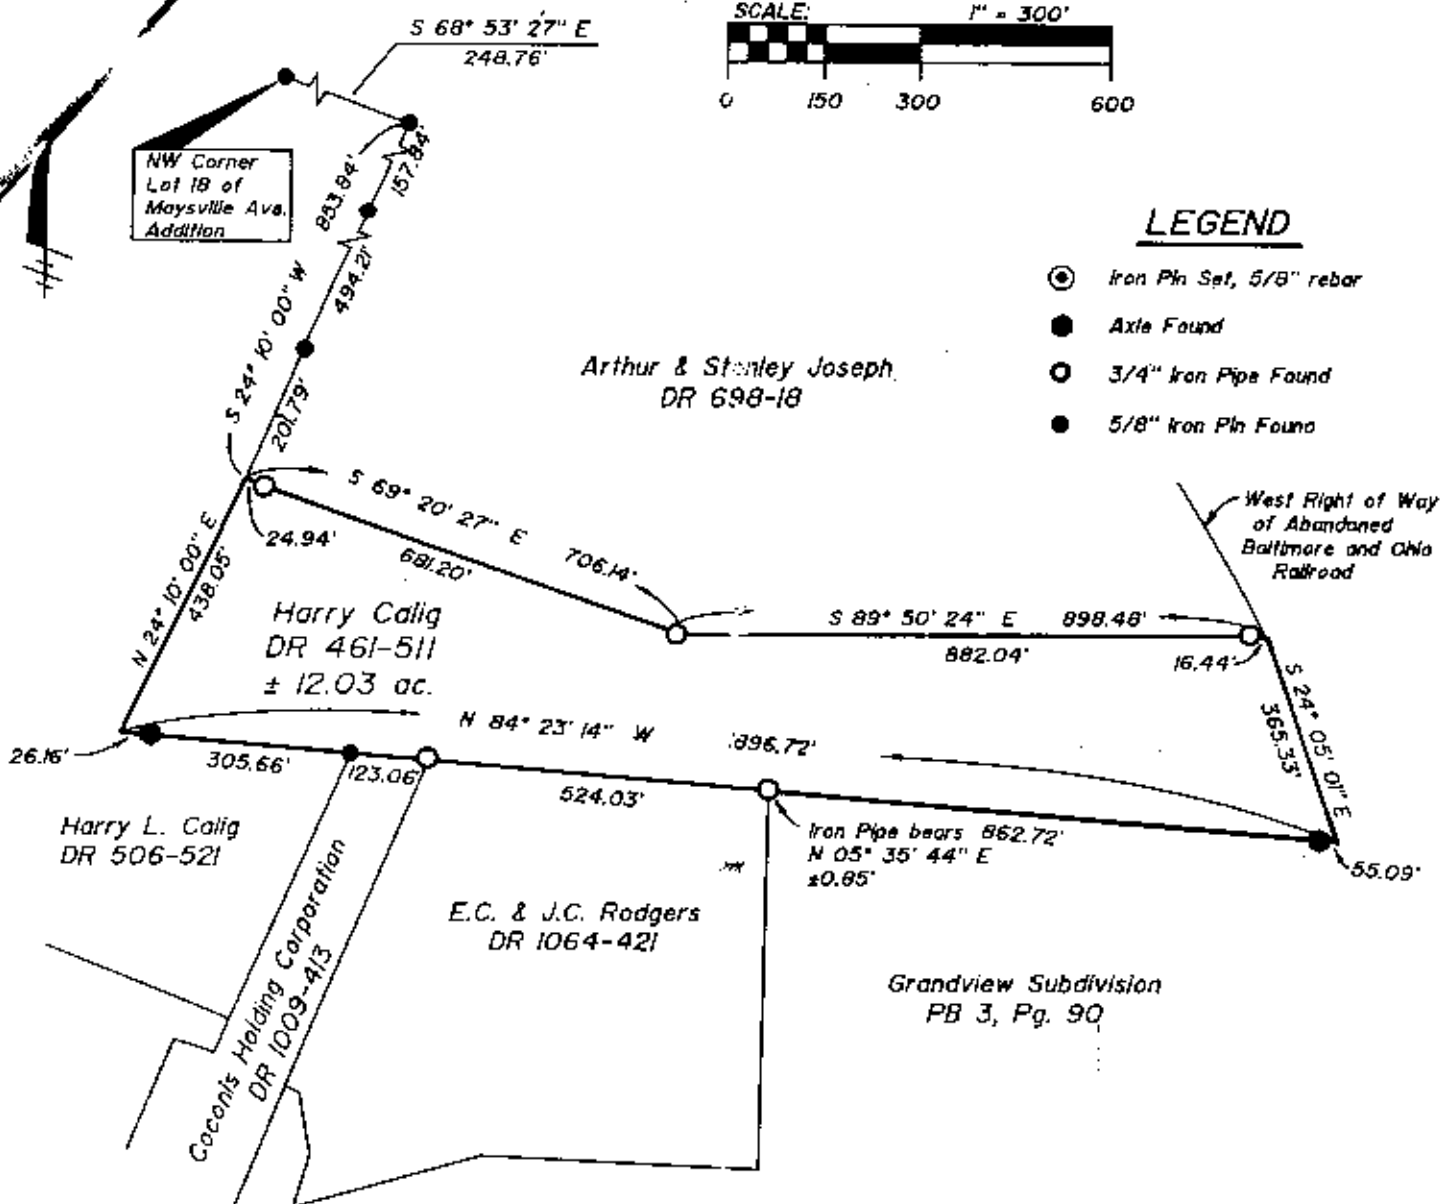 SCALE: 1" = 300'
0 150 300 600
S 68° 53' 27" E
248.76'
NW Corner
Lot 18 of
Maysville Ave.
Addition
853.84'
157.84'
494.21'
S 24° 10' 00" W
201.79'
LEGEND
Iron Pin Set, 5/8" rebar
Axle Found
3/4" Iron Pipe Found
5/8" Iron Pin Found
Arthur & Stanley Joseph
DR 698-18
West Right of Way
of Abandoned
Baltimore and Ohio
Railroad
S 69° 20' 27" E 706.14'
24.94'
681.20'
N 24° 10' 00" E
438.05'
Harry Calig
DR 461-511
± 12.03 ac.
S 89° 50' 24" E 898.48'
882.04'
16.44'
S 24° 05' 01" E
365.33'
N 84° 23' 14" W 896.72'
26.16'
305.66'
123.06'
524.03'
862.72'
55.09'
Iron Pipe bears
N 05° 35' 44" E
±0.85'
Harry L. Calig
DR 506-521
Coconis Holding Corporation
DR 1009-413
E.C. & J.C. Rodgers
DR 1064-421
Grandview Subdivision
PB 3, Pg. 90